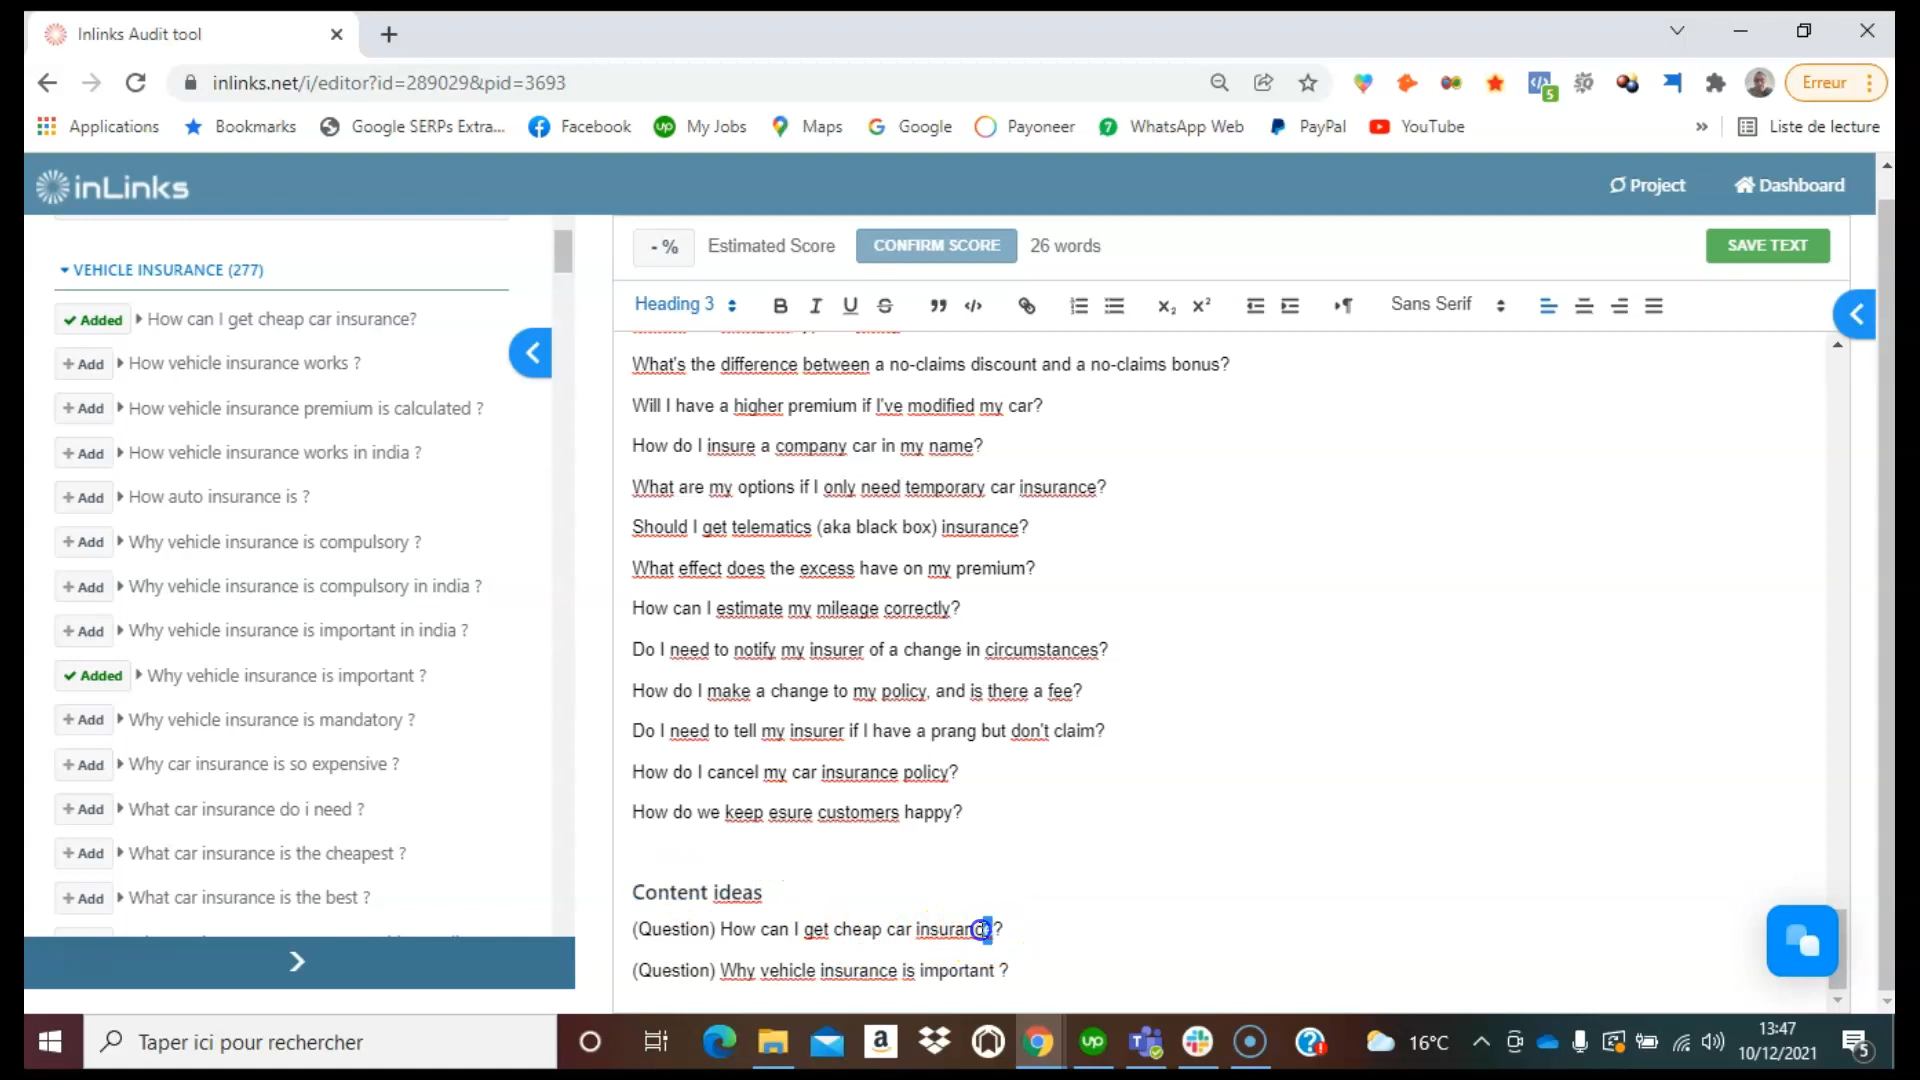 Inlinks Audit tool
inlinks.net/i/editor?id=289029&pid=3693
5
Erreur
Applications
Bookmarks
Google SERPs Extra...
Facebook
My Jobs
Maps
Google
Payoneer
WhatsApp Web
PayPal
YouTube
»
Liste de lecture
inLinks
Project
Dashboard
VEHICLE INSURANCE (277)
Added How can I get cheap car insurance?
+ Add How vehicle insurance works ?
+ Add How vehicle insurance premium is calculated ?
+ Add How vehicle insurance works in india ?
+ Add How auto insurance is ?
+ Add Why vehicle insurance is compulsory ?
+ Add Why vehicle insurance is compulsory in india ?
+ Add Why vehicle insurance is important in india ?
Added Why vehicle insurance is important ?
+ Add Why vehicle insurance is mandatory ?
+ Add Why car insurance is so expensive ?
+ Add What car insurance do i need ?
+ Add What car insurance is the cheapest ?
+ Add What car insurance is the best ?
- % Estimated Score CONFIRM SCORE 26 words SAVE TEXT
Heading 3 B I U S Sans Serif
What's the difference between a no-claims discount and a no-claims bonus?
Will I have a higher premium if I've modified my car?
How do I insure a company car in my name?
What are my options if I only need temporary car insurance?
Should I get telematics (aka black box) insurance?
What effect does the excess have on my premium?
How can I estimate my mileage correctly?
Do I need to notify my insurer of a change in circumstances?
How do I make a change to my policy, and is there a fee?
Do I need to tell my insurer if I have a prang but don't claim?
How do I cancel my car insurance policy?
How do we keep esure customers happy?
Content ideas
(Question) How can I get cheap car insurance?
(Question) Why vehicle insurance is important ?
Taper ici pour rechercher
16°C
13:47
10/12/2021
5